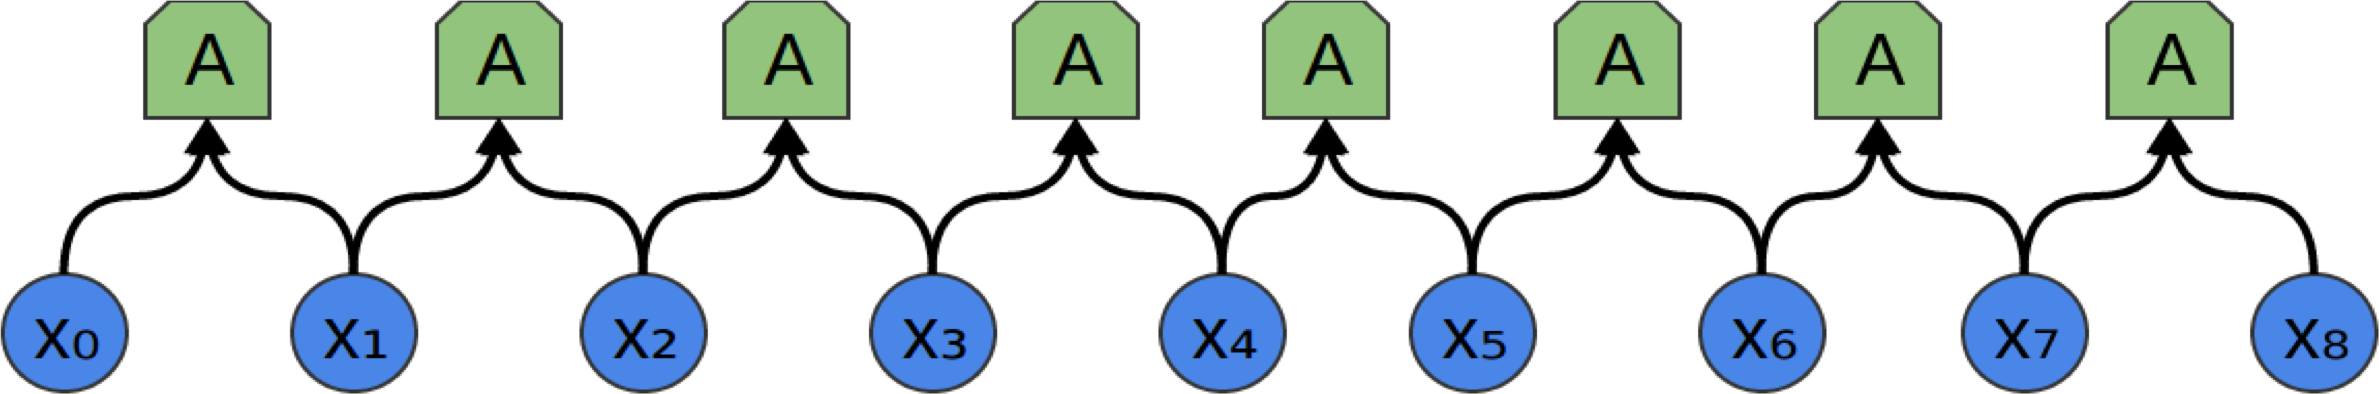 A A A A A A A A
x₀ x₁ x₂ x₃ x₄ x₅ x₆ x₇ x₈